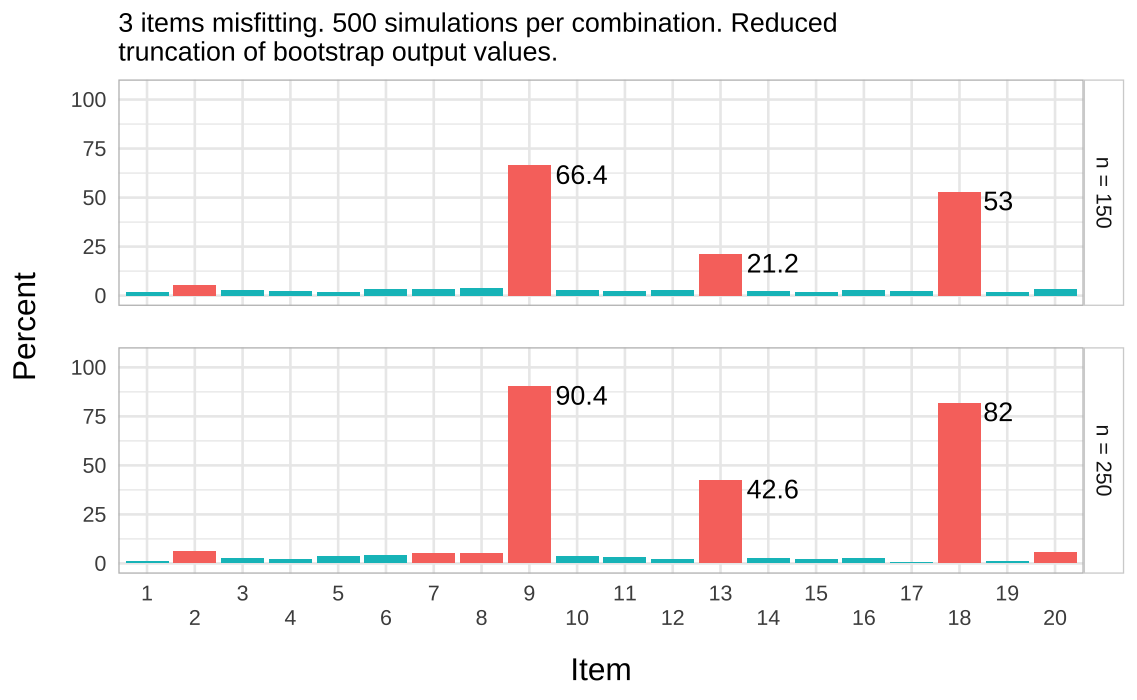 3 items misfitting. 500 simulations per combination. Reduced
truncation of bootstrap output values.
Percent
100
75
50
25
0
66.4
21.2
53
n = 150
100
75
50
25
0
90.4
42.6
82
n = 250
1 3 5 7 9 11 13 15 17 19
2 4 6 8 10 12 14 16 18 20
Item